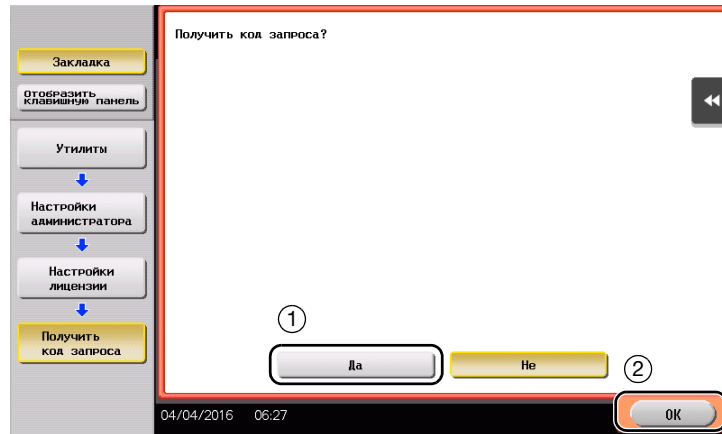 Получить код запроса?
Закладка
Отобразить
клавишную панель
Утилиты
Настройки
администратора
Настройки
лицензии
Получить
код запроса
1
Да
Не
2
04/04/2016 06:27
OK